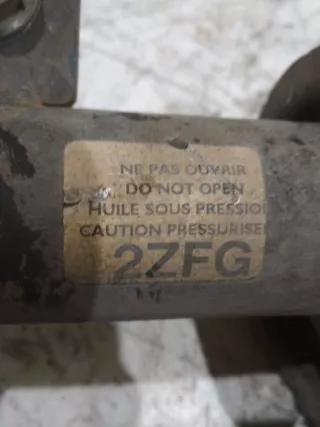 NE PAS OUVRIR
DO NOT OPEN
HUILE SOUS PRESSIO
CAUTION PRESSURISE
2ZFG